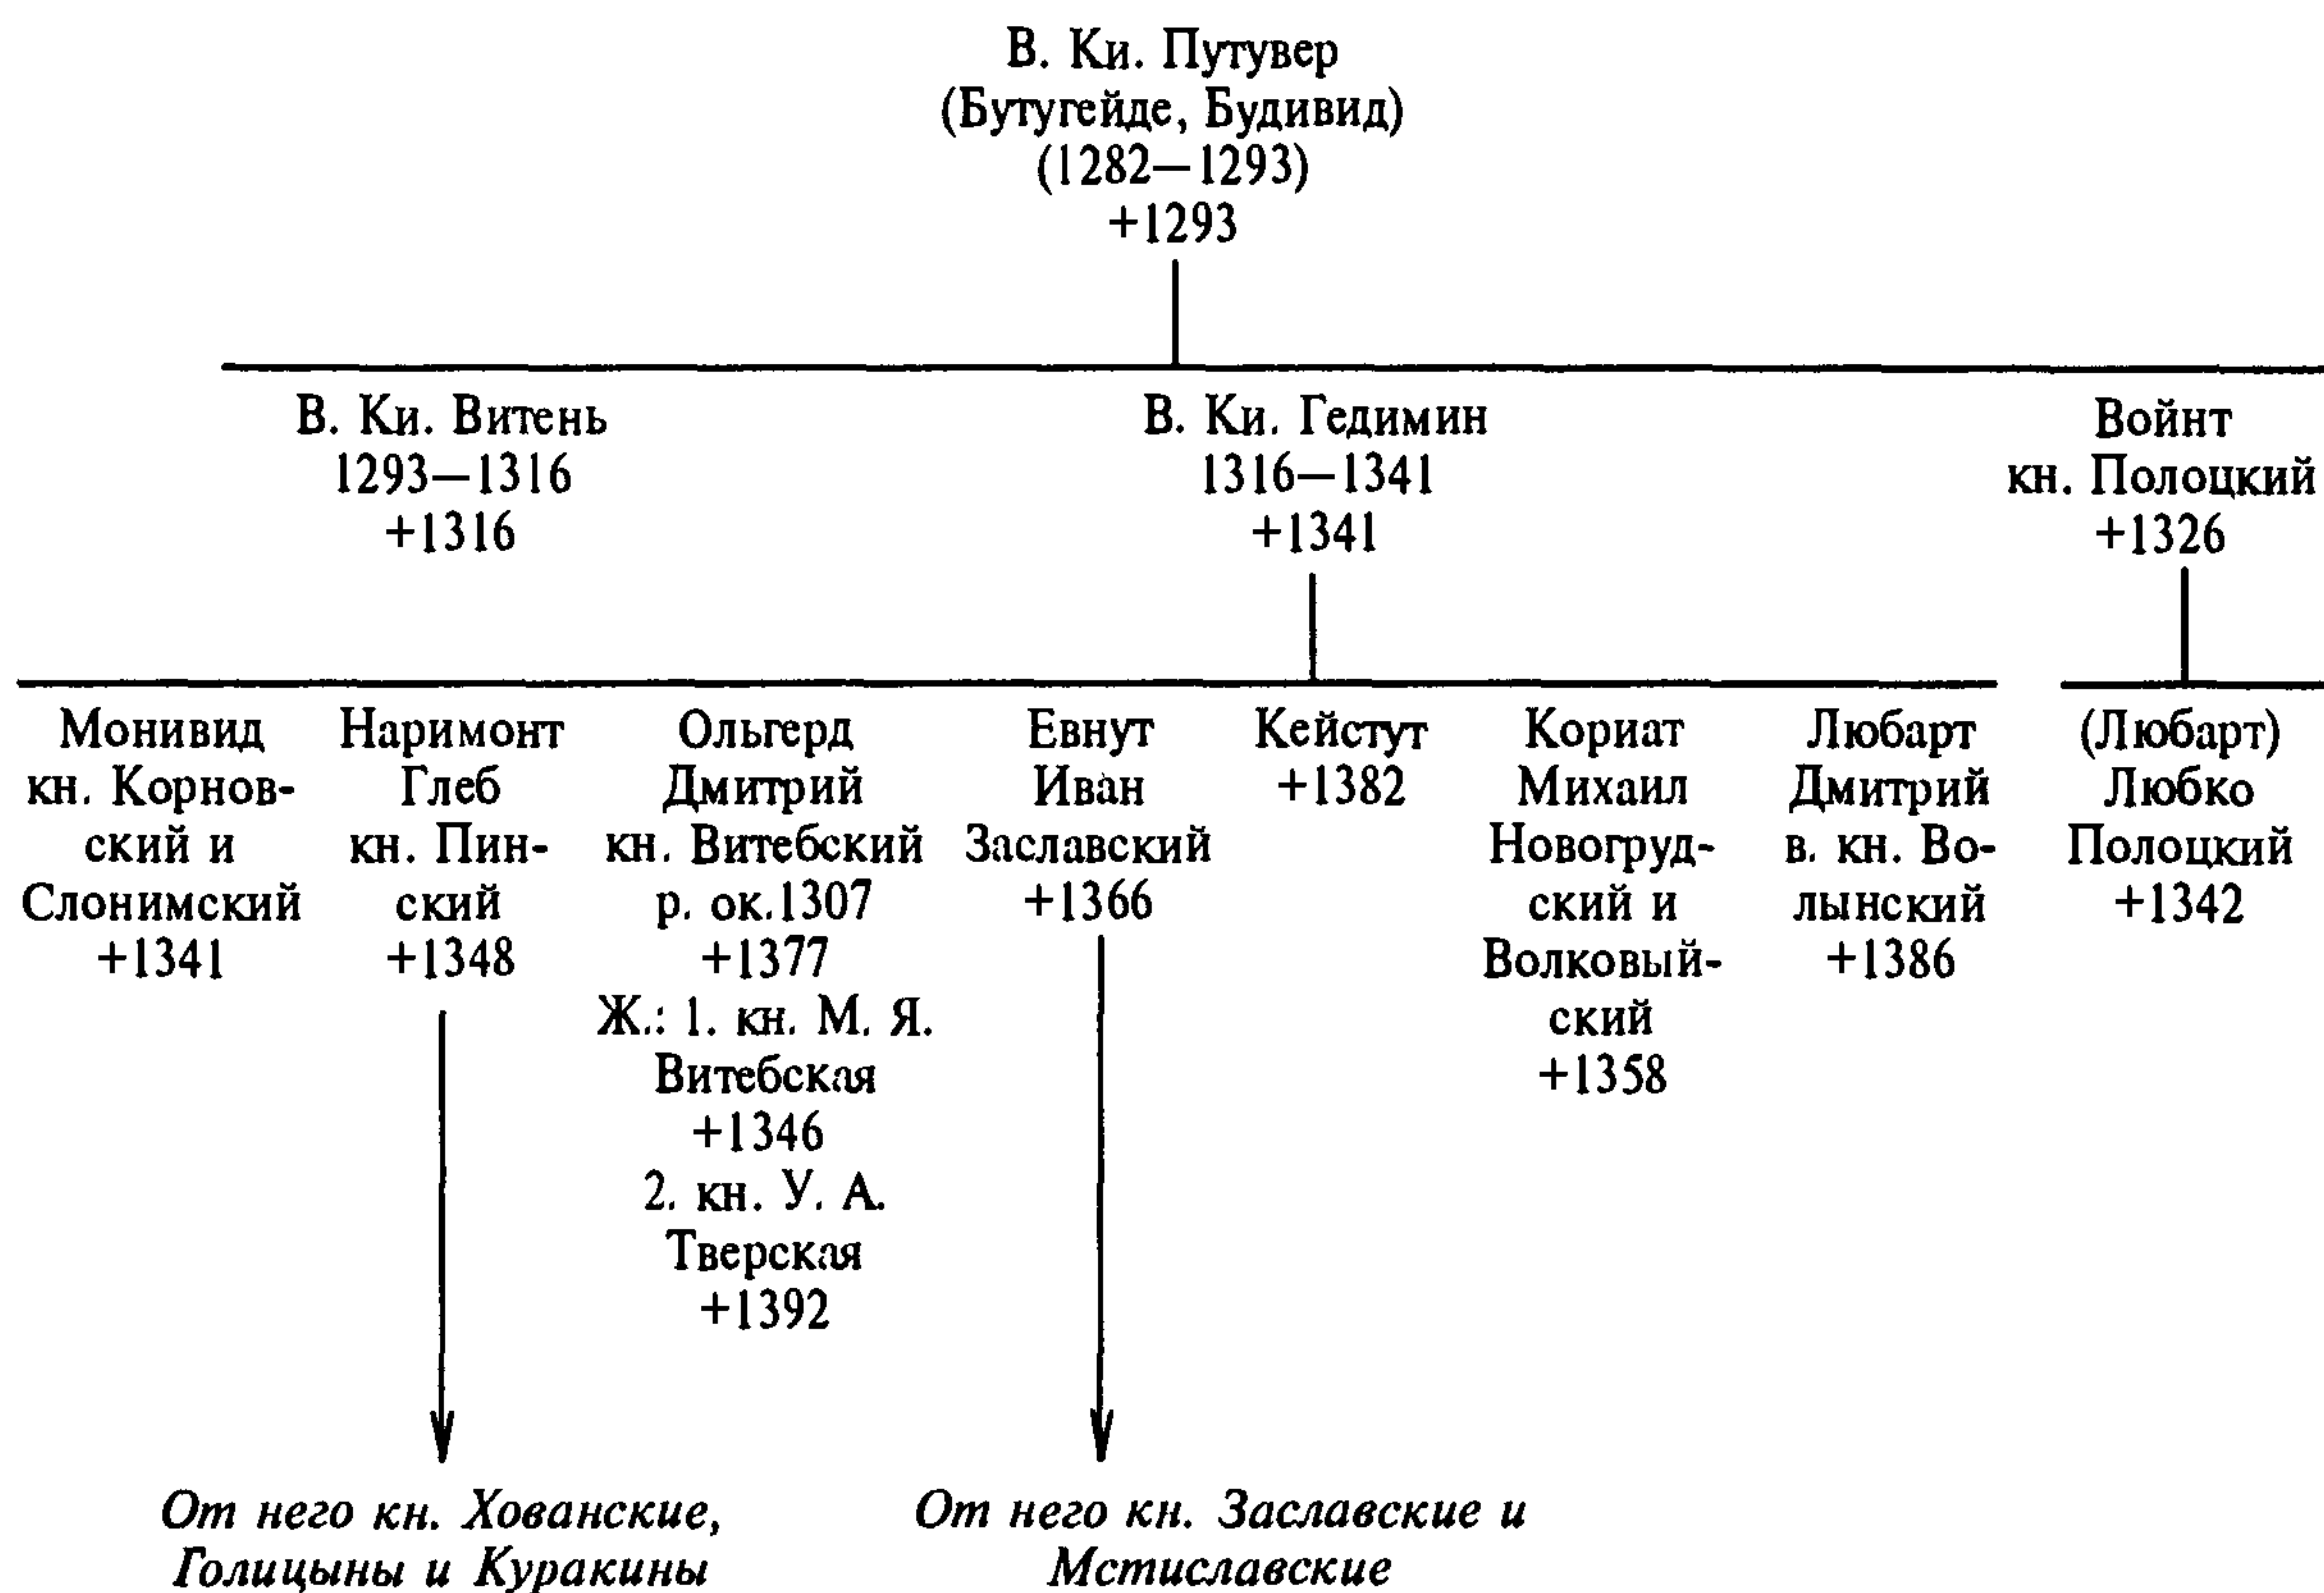 В. Ки. Путувер
(Бутугейде, Будивид)
(1282—1293)
+1293
В. Ки. Витень
1293—1316
+1316
В. Ки. Гедимин
1316—1341
+1341
Войнт
кн. Полоцкий
+1326
Монивид
кн. Корнов-
ский и
Слонимский
+1341
Наримонт
Глеб
кн. Пин-
ский
+1348
Ольгерд
Дмитрий
кн. Витебский
р. ок.1307
+1377
Ж.: 1. кн. М. Я.
Витебская
+1346
2. кн. У. А.
Тверская
+1392
Евнут
Иван
Заславский
+1366
Кейстут
+1382
Кориат
Михаил
Новогруд-
ский и
Волковый-
ский
+1358
Любарт
Дмитрий
в. кн. Во-
лынский
+1386
(Любарт)
Любко
Полоцкий
+1342
От него кн. Хованские,
Голицыны и Куракины
От него кн. Заславские и
Мстиславские